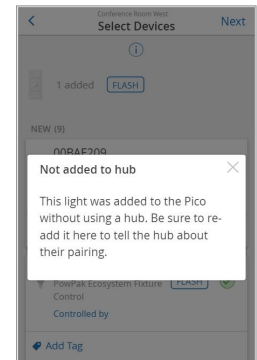 Conference Room West
Select Devices
Next
1 added
FLASH
NEW (9)
00BAE209
Not added to hub
This light was added to the Pico
without using a hub. Be sure to re-
add it here to tell the hub about
their pairing.
PowPak Ecosystem Fixture
Control
FLASH
Controlled by
Add Tag